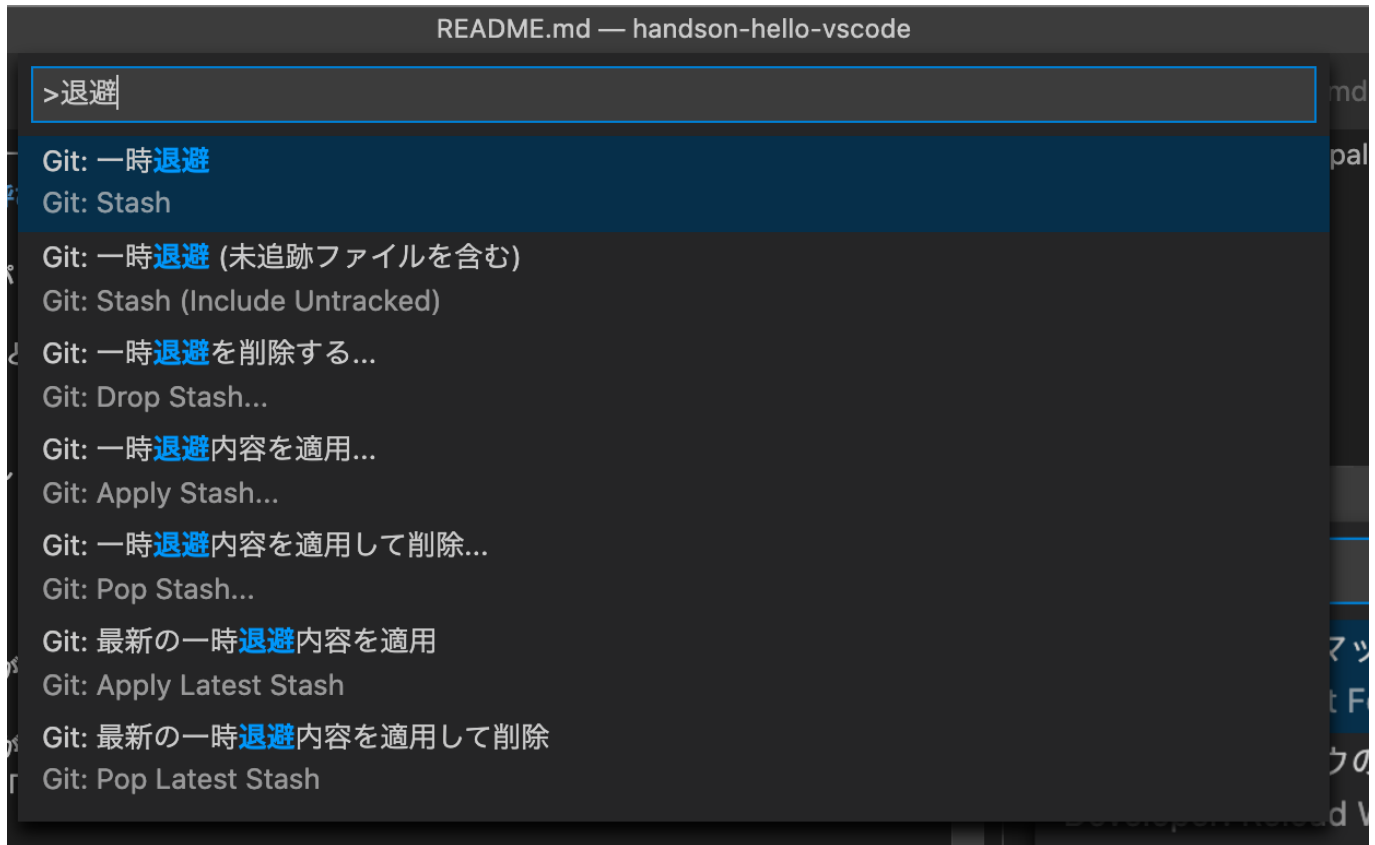 README.md — handson-hello-vscode
>退避
Git: 一時退避
Git: Stash
Git: 一時退避 (未追跡ファイルを含む)
Git: Stash (Include Untracked)
Git: 一時退避を削除する...
Git: Drop Stash...
Git: 一時退避内容を適用...
Git: Apply Stash...
Git: 一時退避内容を適用して削除...
Git: Pop Stash...
Git: 最新の一時退避内容を適用
Git: Apply Latest Stash
Git: 最新の一時退避内容を適用して削除
Git: Pop Latest Stash